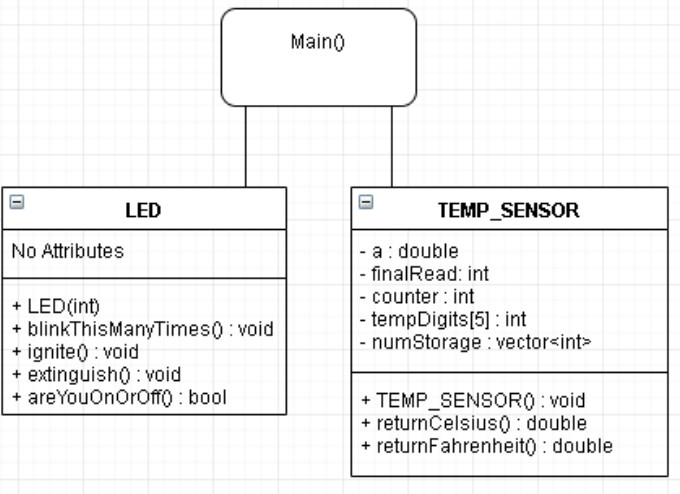 Main()
LED
No Attributes
+ LED(int)
+ blinkThisManyTimes() : void
+ ignite() : void
+ extinguish() : void
+ areYouOnOrOff() : bool
TEMP_SENSOR
- a : double
- finalRead: int
- counter : int
- tempDigits[5] : int
- numStorage : vector<int>
+ TEMP_SENSOR() : void
+ returnCelsius() : double
+ returnFahrenheit() : double